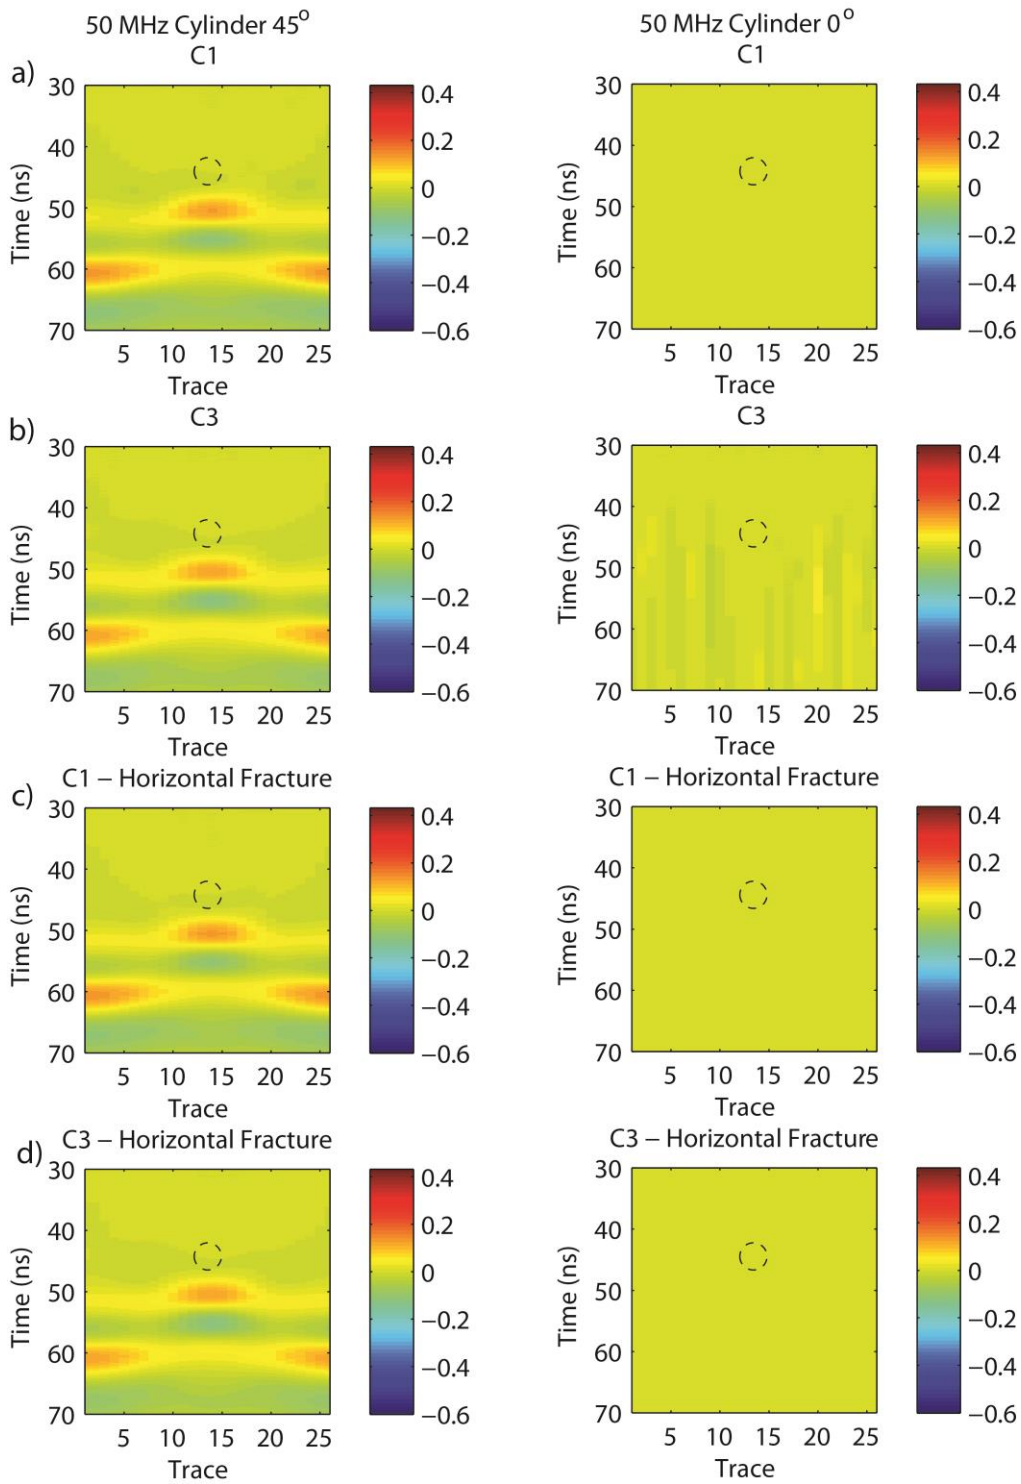 50 MHz Cylinder 45°
50 MHz Cylinder 0°
a)
C1
C1
30
40
50
60
70
Time (ns)
5 10 15 20 25
Trace
0.4
0.2
0
−0.2
−0.4
−0.6
30
40
50
60
70
Time (ns)
5 10 15 20 25
Trace
0.4
0.2
0
−0.2
−0.4
−0.6
b)
C3
C3
30
40
50
60
70
Time (ns)
5 10 15 20 25
Trace
0.4
0.2
0
−0.2
−0.4
−0.6
30
40
50
60
70
Time (ns)
5 10 15 20 25
Trace
0.4
0.2
0
−0.2
−0.4
−0.6
c)
C1 – Horizontal Fracture
C1 – Horizontal Fracture
30
40
50
60
70
Time (ns)
5 10 15 20 25
Trace
0.4
0.2
0
−0.2
−0.4
−0.6
30
40
50
60
70
Time (ns)
5 10 15 20 25
Trace
0.4
0.2
0
−0.2
−0.4
−0.6
d)
C3 – Horizontal Fracture
C3 – Horizontal Fracture
30
40
50
60
70
Time (ns)
5 10 15 20 25
Trace
0.4
0.2
0
−0.2
−0.4
−0.6
30
40
50
60
70
Time (ns)
5 10 15 20 25
Trace
0.4
0.2
0
−0.2
−0.4
−0.6